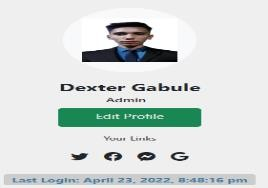 Dexter Gabule
Admin
Edit Profile
Your Links
Last Login: April 23, 2022, 8:48:16 pm